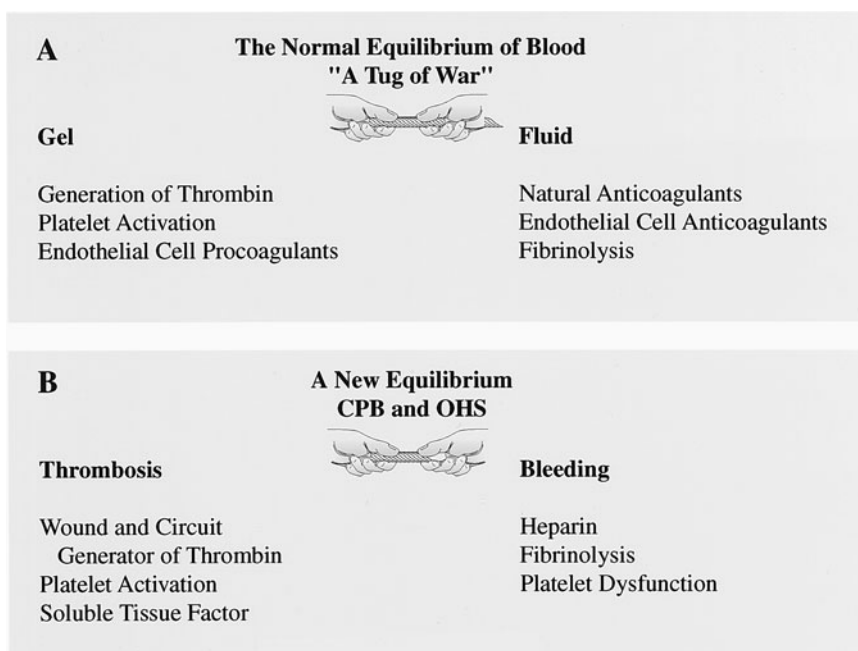 A
The Normal Equilibrium of Blood
"A Tug of War"
Gel
Generation of Thrombin
Platelet Activation
Endothelial Cell Procoagulants
Fluid
Natural Anticoagulants
Endothelial Cell Anticoagulants
Fibrinolysis
B
A New Equilibrium
CPB and OHS
Thrombosis
Wound and Circuit
Generator of Thrombin
Platelet Activation
Soluble Tissue Factor
Bleeding
Heparin
Fibrinolysis
Platelet Dysfunction